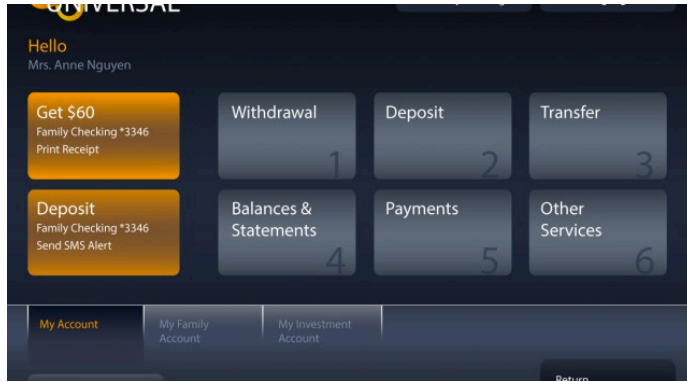 UNIVERSAL
Hello
Mrs. Anne Nguyen
Get $60
Family Checking *3346
Print Receipt
Withdrawal
1
Deposit
2
Transfer
3
Deposit
Family Checking *3346
Send SMS Alert
Balances &
Statements
4
Payments
5
Other
Services
6
My Account
My Family
Account
My Investment
Account
Return